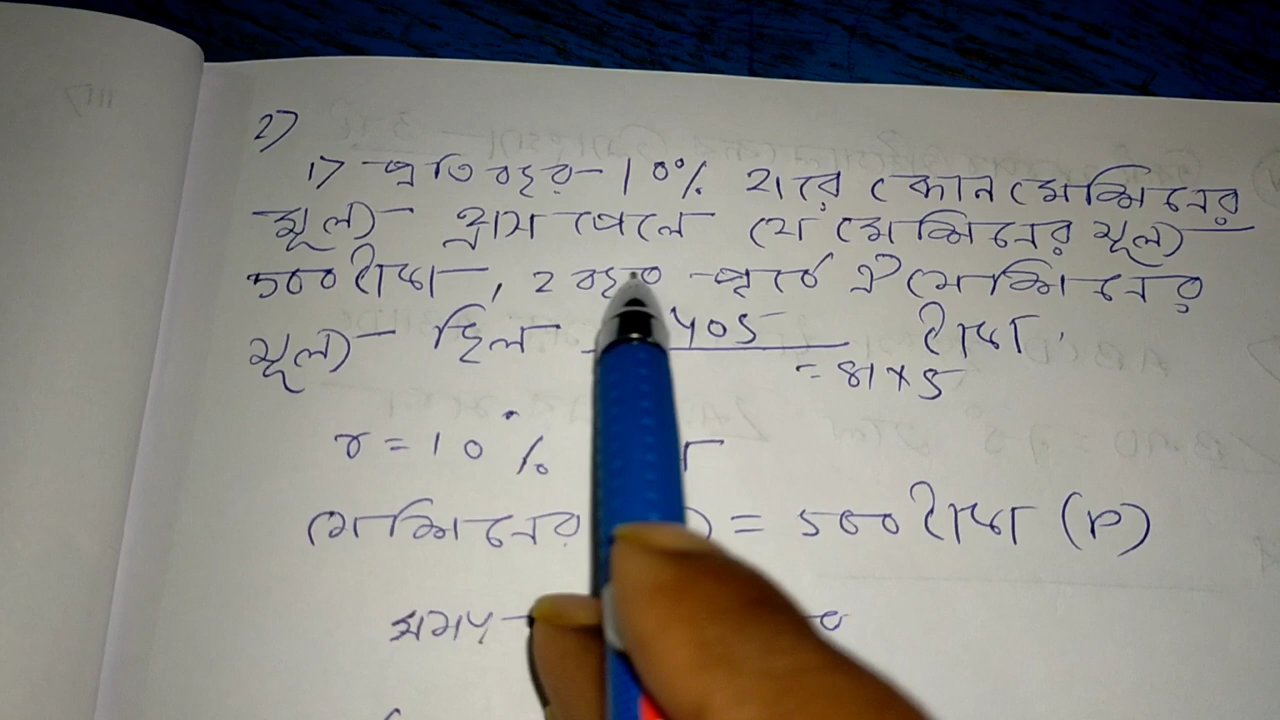 2)
1) প্রতি বছর 10% হারে কোন মেশিনের
মূল্য হ্রাস পেলে যে মেশিনের মূল্য
500 টাকা, 2 বছর পূর্বে ঐ মেশিনের
মূল্য ছিল 405 টাকা,
= 81×5
r = 10%
মেশিনের = 500 টাকা (P)
সময়